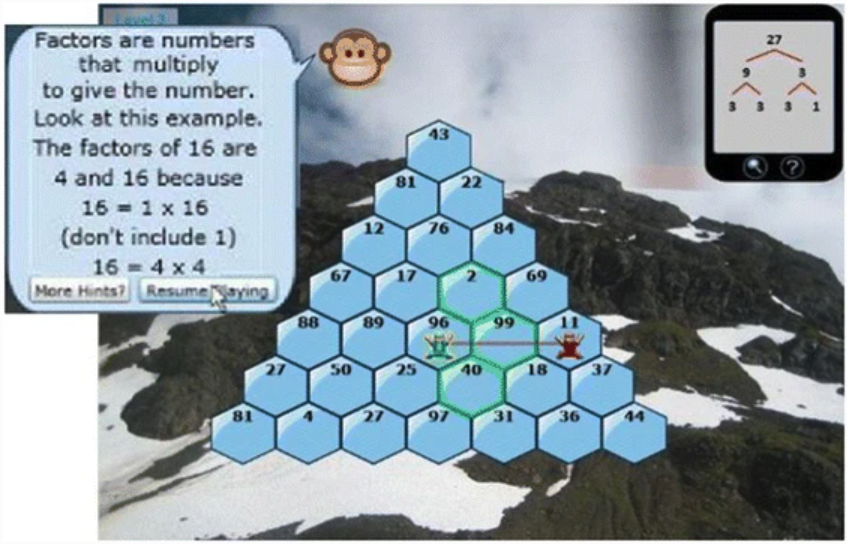 Level 3
Factors are numbers
that multiply
to give the number.
Look at this example.
The factors of 16 are
4 and 16 because
16 = 1 x 16
(don't include 1)
16 = 4 x 4
More Hints?
27
9 3
3 3 3 1
?
43
81 22
12 76 84
67 17 2 69
88 89 96 99 11
27 50 25 40 18 37
81 4 27 97 31 36 44